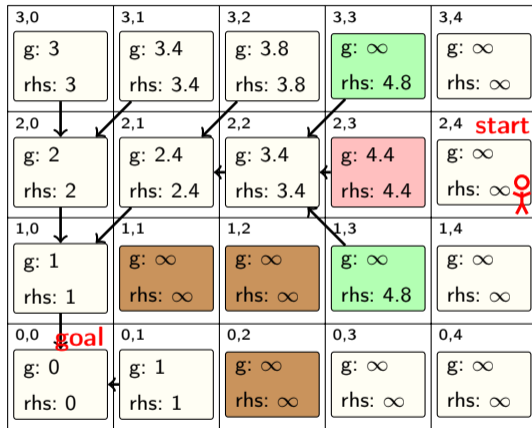 3,0 3,1 3,2 3,3 3,4
g: 3 g: 3.4 g: 3.8 g: ∞ g: ∞
rhs: 3 rhs: 3.4 rhs: 3.8 rhs: 4.8 rhs: ∞
2,0 2,1 2,2 2,3 2,4 start
g: 2 g: 2.4 g: 3.4 g: 4.4 g: ∞
rhs: 2 rhs: 2.4 rhs: 3.4 rhs: 4.4 rhs: ∞
1,0 1,1 1,2 1,3 1,4
g: 1 g: ∞ g: ∞ g: ∞ g: ∞
rhs: 1 rhs: ∞ rhs: ∞ rhs: 4.8 rhs: ∞
0,0 goal 0,1 0,2 0,3 0,4
g: 0 g: 1 g: ∞ g: ∞ g: ∞
rhs: 0 rhs: 1 rhs: ∞ rhs: ∞ rhs: ∞